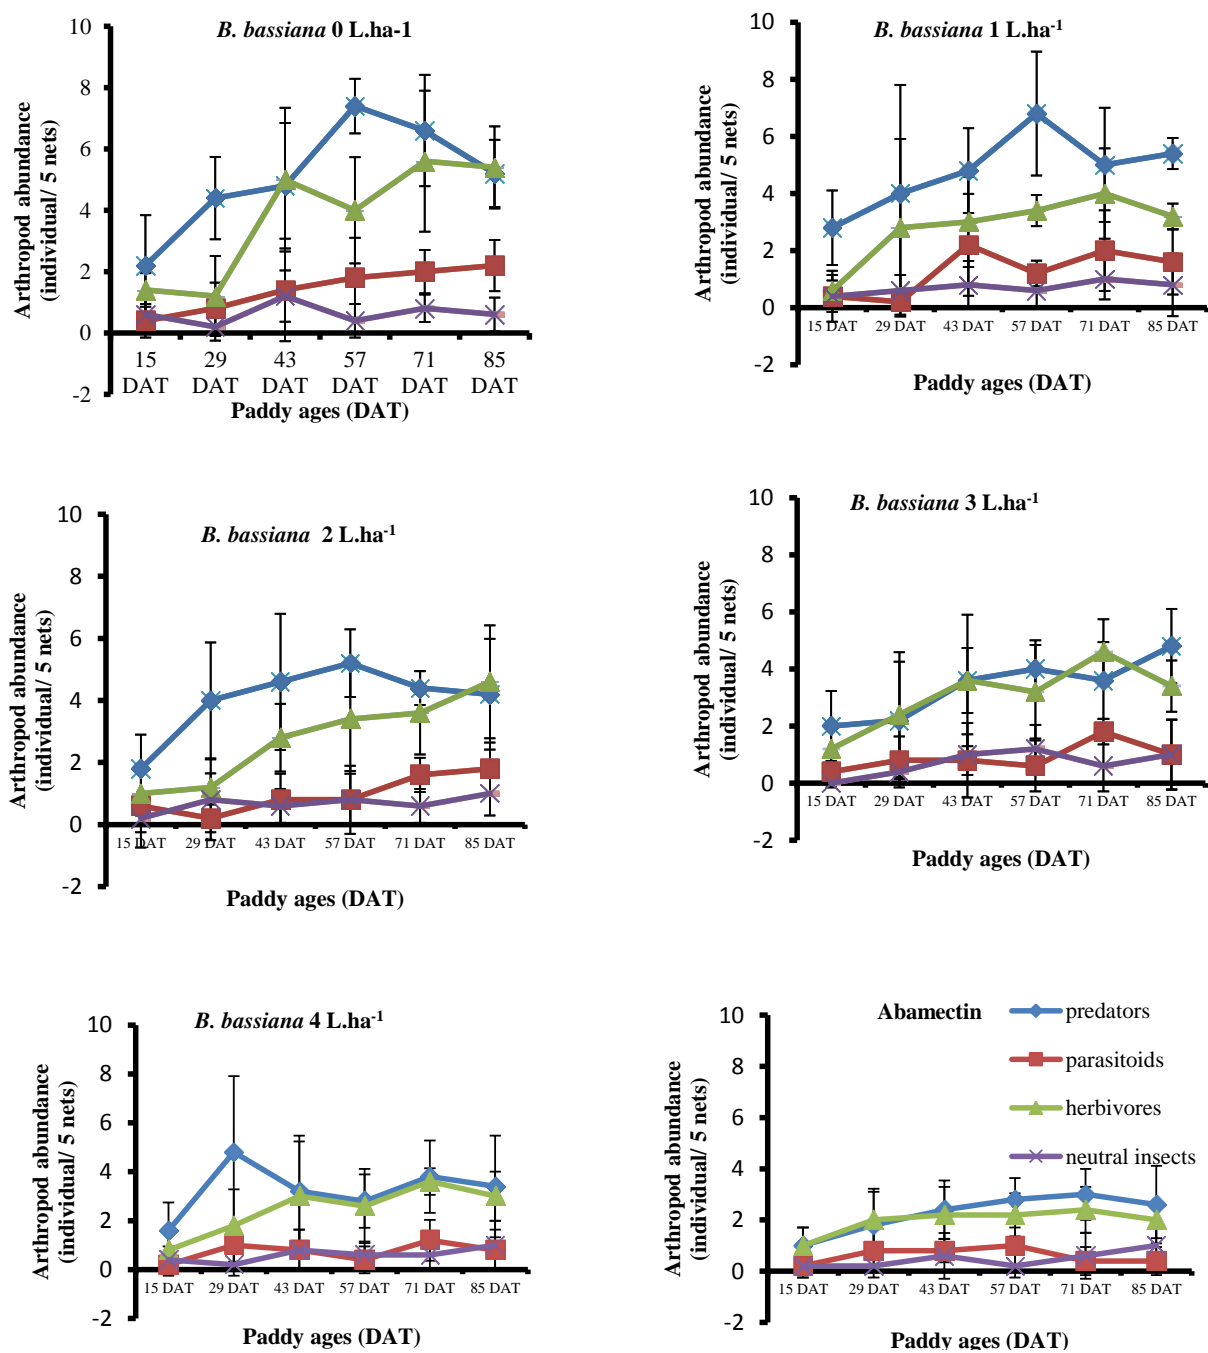 B. bassiana 0 L.ha-1
Arthropod abundance
(individual/ 5 nets)
10
8
6
4
2
0
-2
15 DAT
29 DAT
43 DAT
57 DAT
71 DAT
85 DAT
Paddy ages (DAT)
B. bassiana 1 L.ha⁻¹
Arthropod abundance
(individual/ 5 nets)
10
8
6
4
2
0
-2
15 DAT
29 DAT
43 DAT
57 DAT
71 DAT
85 DAT
Paddy ages (DAT)
B. bassiana 2 L.ha⁻¹
Arthropod abundance
(individual/ 5 nets)
10
8
6
4
2
0
-2
15 DAT
29 DAT
43 DAT
57 DAT
71 DAT
85 DAT
Paddy ages (DAT)
B. bassiana 3 L.ha⁻¹
Arthropod abundance
(individual/ 5 nets)
10
8
6
4
2
0
-2
15 DAT
29 DAT
43 DAT
57 DAT
71 DAT
85 DAT
Paddy ages (DAT)
B. bassiana 4 L.ha⁻¹
Arthropod abundance
(individual/ 5 nets)
10
8
6
4
2
0
-2
15 DAT
29 DAT
43 DAT
57 DAT
71 DAT
85 DAT
Paddy ages (DAT)
Abamectin
predators
parasitoids
herbivores
neutral insects
Arthropod abundance
(individual/ 5 nets)
10
8
6
4
2
0
-2
15 DAT
29 DAT
43 DAT
57 DAT
71 DAT
85 DAT
Paddy ages (DAT)